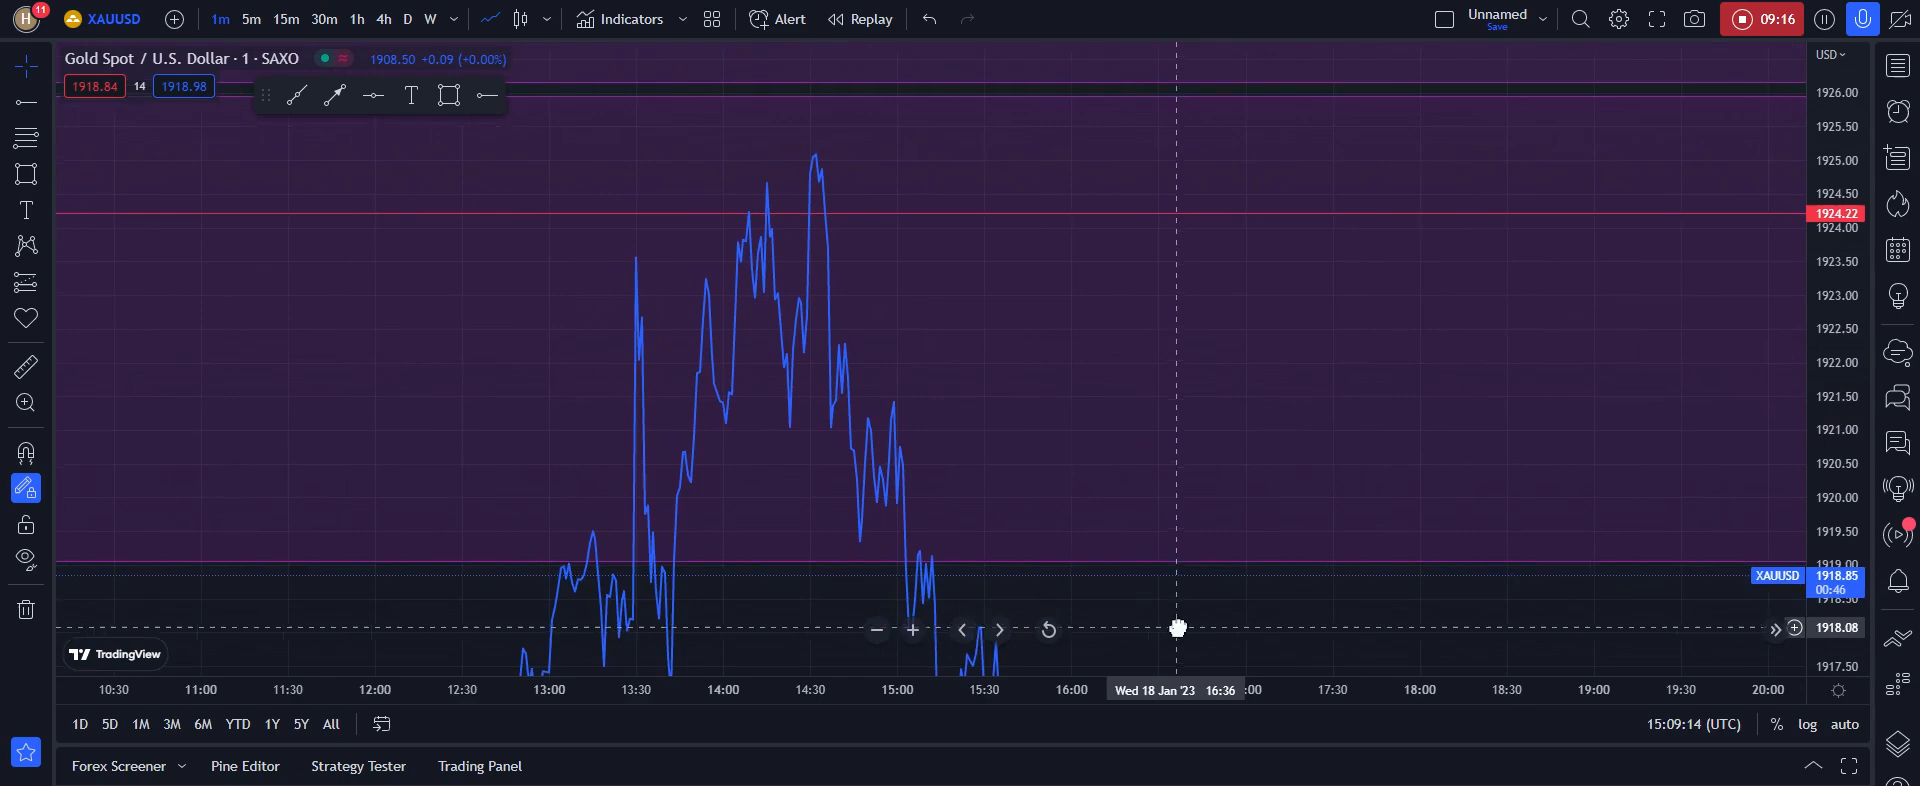 H 11 XAUUSD 1m 5m 15m 30m 1h 4h D W Indicators Alert Replay Unnamed Save 09:16
Gold Spot / U.S. Dollar · 1 · SAXO 1908.50 +0.09 (+0.00%) USD
1918.84 14 1918.98
T
1926.00
1925.50
1925.00
1924.50
1924.22
1924.00
1923.50
1923.00
1922.50
1922.00
1921.50
1921.00
1920.50
1920.00
1919.50
1919.00
XAUUSD 1918.85
00:46
1918.50
1918.08
TradingView
1917.50
10:30 11:00 11:30 12:00 12:30 13:00 13:30 14:00 14:30 15:00 15:30 16:00 Wed 18 Jan '23 16:36 :00 17:30 18:00 18:30 19:00 19:30 20:00
1D 5D 1M 3M 6M YTD 1Y 5Y All 15:09:14 (UTC) % log auto
Forex Screener Pine Editor Strategy Tester Trading Panel